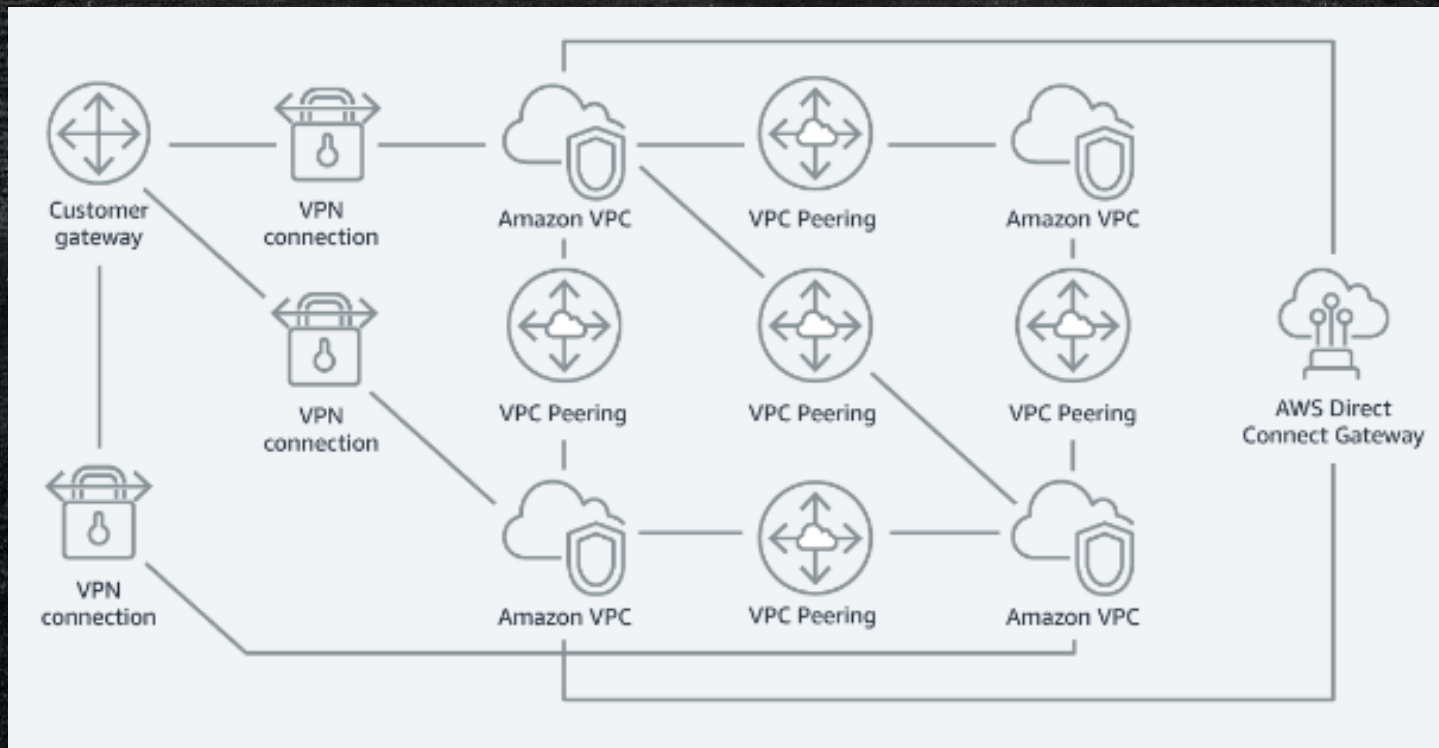 Customer
gateway
VPN
connection
Amazon VPC
VPC Peering
Amazon VPC
VPN
connection
VPC Peering
VPC Peering
VPC Peering
AWS Direct
Connect Gateway
VPN
connection
Amazon VPC
VPC Peering
Amazon VPC